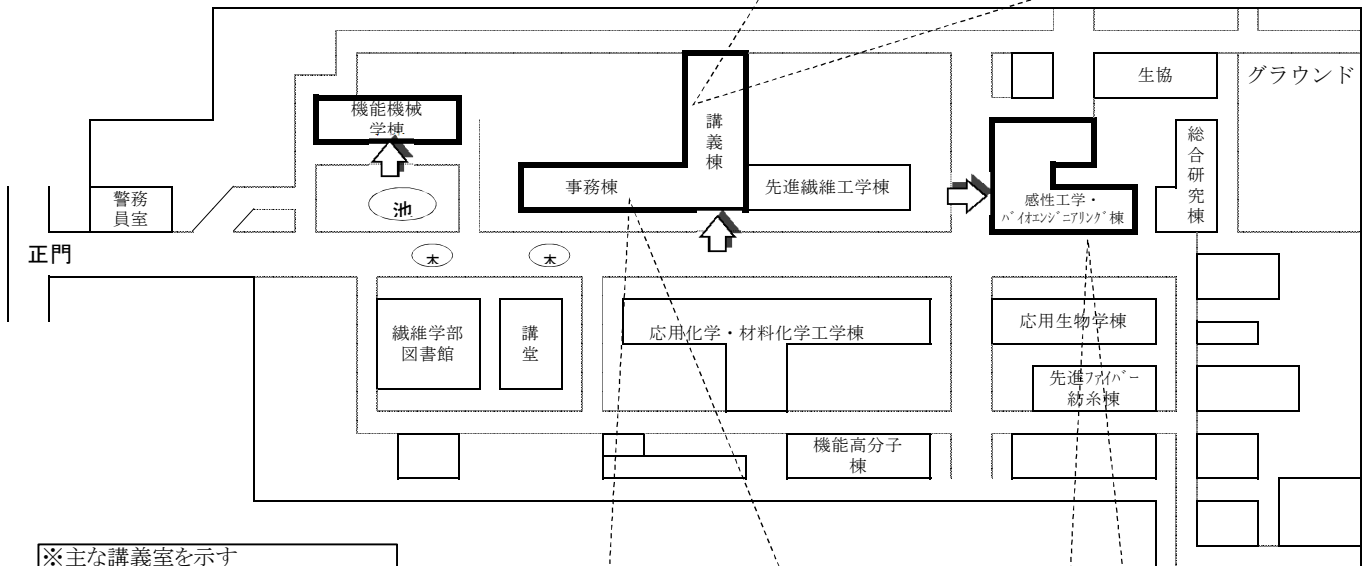 生協
グラウンド
機能機械
学棟
講義棟
総合研究棟
警務
員室
池
事務棟
先進繊維工学棟
感性工学・
ﾊﾞｲｵｴﾝｼﾞﾆｱﾘﾝｸﾞ棟
正門
木
木
繊維学部
図書館
講堂
応用化学・材料化学工学棟
応用生物学棟
先進ﾌｧｲﾊﾞｰ
紡糸棟
機能高分子
棟
※主な講義室を示す